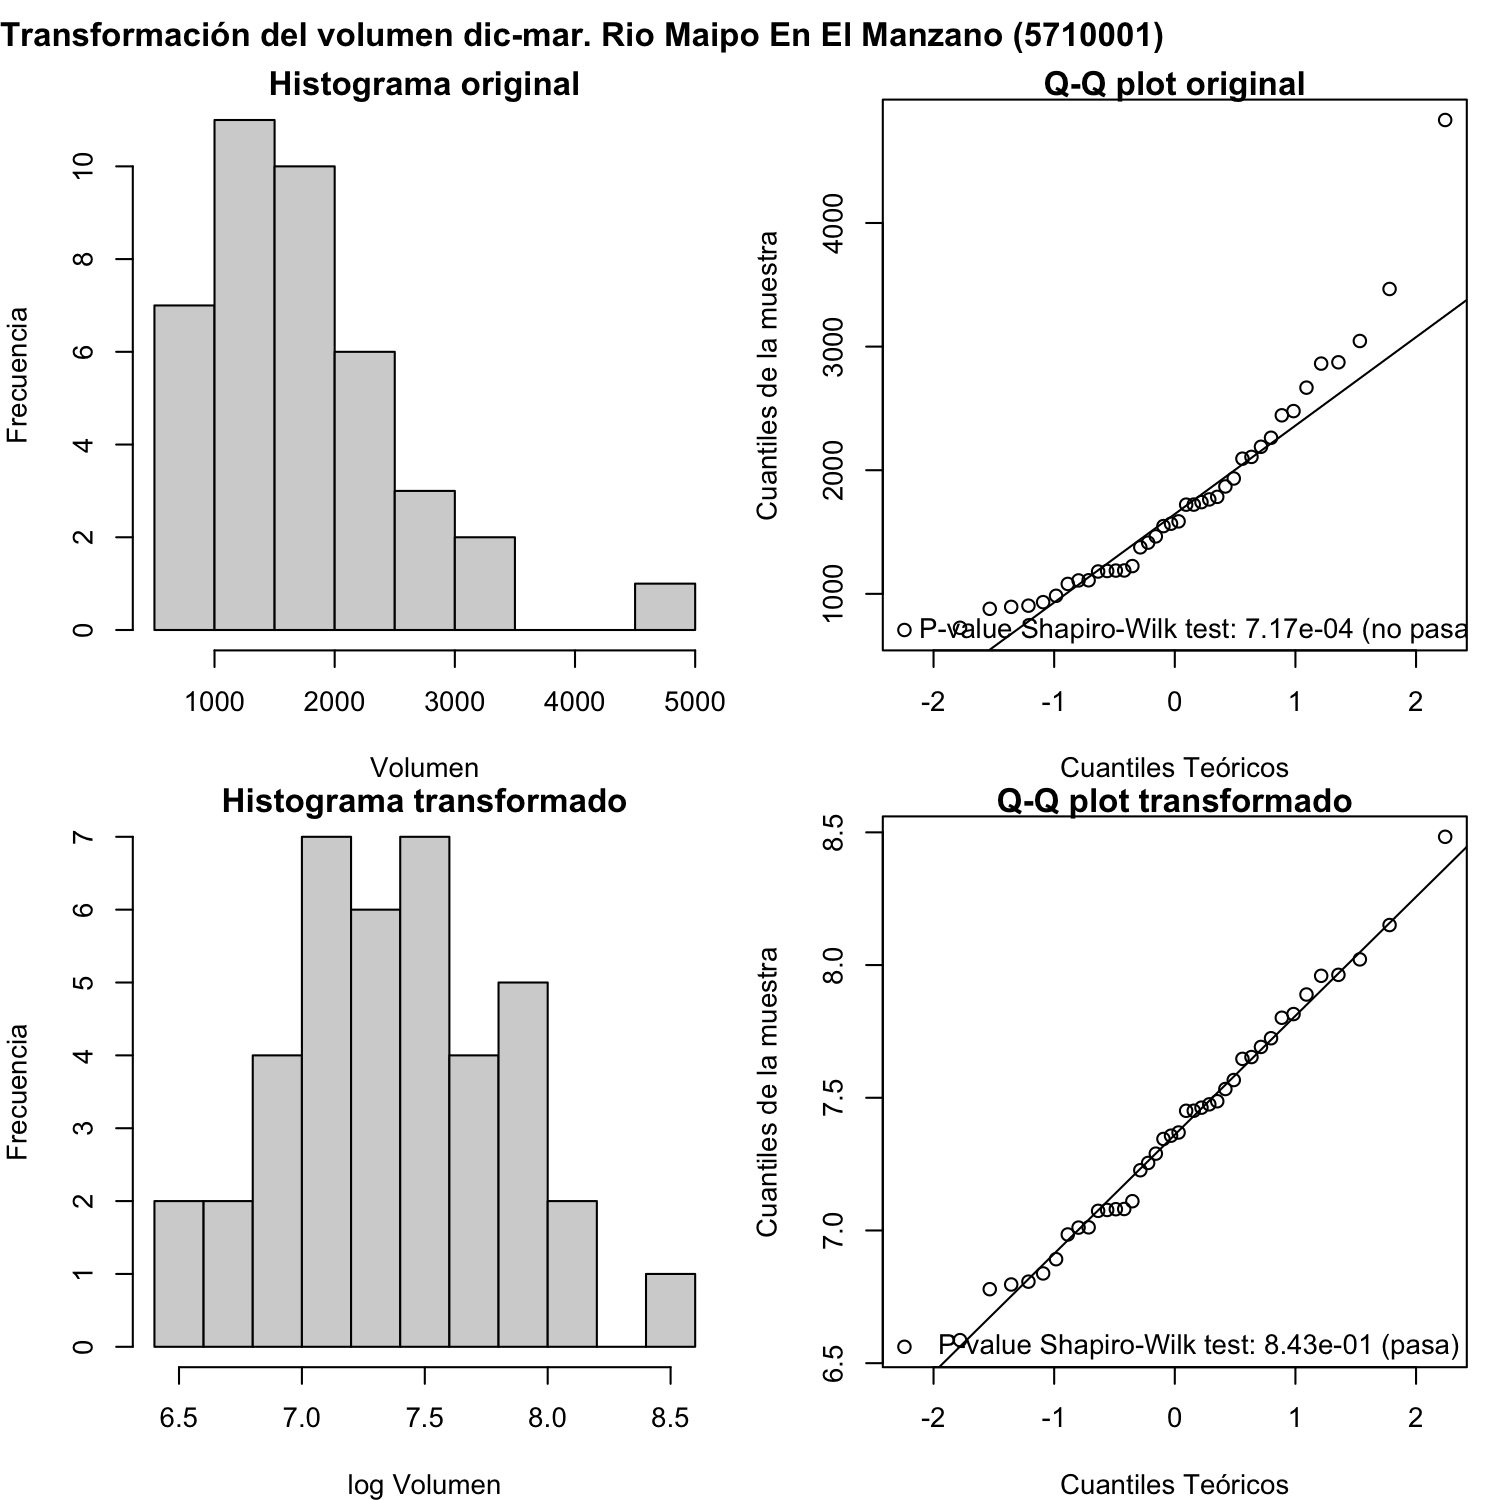 Transformación del volumen dic-mar. Rio Maipo En El Manzano (5710001)
Histograma original
Frecuencia
0 2 4 6 8 10
1000 2000 3000 4000 5000
Volumen
Q-Q plot original
Cuantiles de la muestra
1000 2000 3000 4000
P-value Shapiro-Wilk test: 7.17e-04 (no pasa
-2 -1 0 1 2
Cuantiles Teóricos
Histograma transformado
Frecuencia
0 1 2 3 4 5 6 7
6.5 7.0 7.5 8.0 8.5
log Volumen
Q-Q plot transformado
Cuantiles de la muestra
6.5 7.0 7.5 8.0 8.5
P-value Shapiro-Wilk test: 8.43e-01 (pasa)
-2 -1 0 1 2
Cuantiles Teóricos